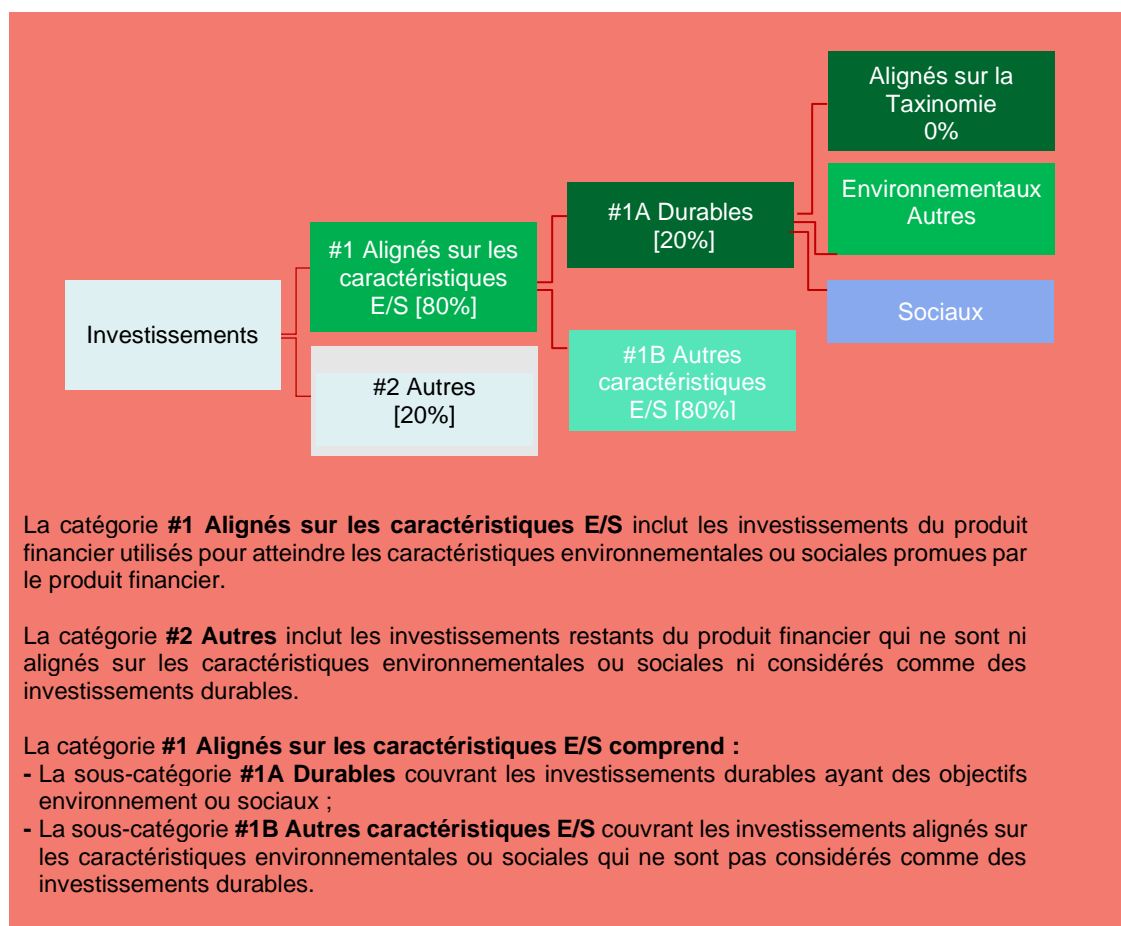 Alignés sur la
Taxinomie
0%
Environnementaux
Autres
#1A Durables
[20%]
#1 Alignés sur les
caractéristiques
E/S [80%]
Sociaux
Investissements
#1B Autres
caractéristiques
E/S [80%]
#2 Autres
[20%]
La catégorie #1 Alignés sur les caractéristiques E/S inclut les investissements du produit
financier utilisés pour atteindre les caractéristiques environnementales ou sociales promues par
le produit financier.
La catégorie #2 Autres inclut les investissements restants du produit financier qui ne sont ni
alignés sur les caractéristiques environnementales ou sociales ni considérés comme des
investissements durables.
La catégorie #1 Alignés sur les caractéristiques E/S comprend :
- La sous-catégorie #1A Durables couvrant les investissements durables ayant des objectifs
environnement ou sociaux ;
- La sous-catégorie #1B Autres caractéristiques E/S couvrant les investissements alignés sur
les caractéristiques environnementales ou sociales qui ne sont pas considérés comme des
investissements durables.